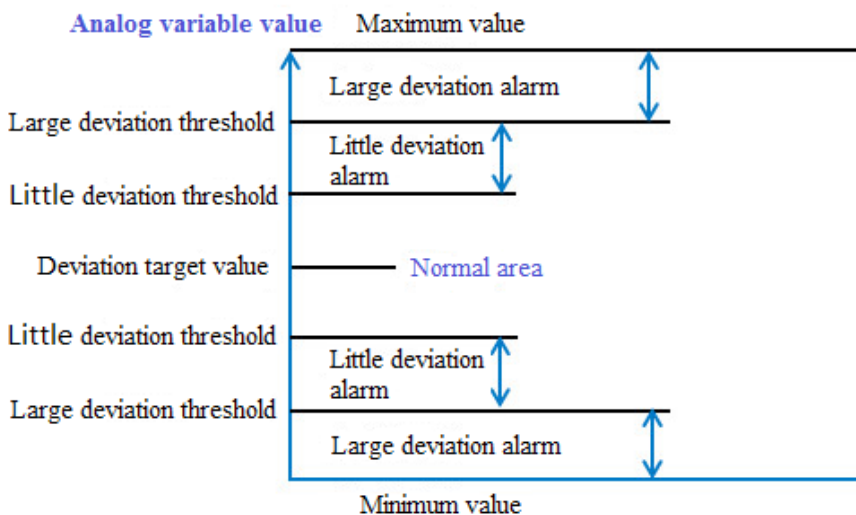 Analog variable value Maximum value
Large deviation alarm
Large deviation threshold
Little deviation
alarm
Little deviation threshold
Deviation target value
Normal area
Little deviation threshold
Little deviation
alarm
Large deviation threshold
Large deviation alarm
Minimum value